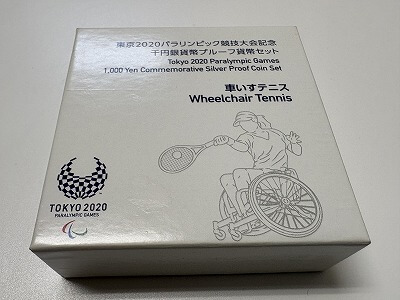 東京2020パラリンピック競技大会記念
千円銀貨幣プルーフ貨幣セット
Tokyo 2020 Paralympic Games
1,000 Yen Commemorative Silver Proof Coin Set
車いすテニス
Wheelchair Tennis
TOKYO 2020
PARALYMPIC GAMES